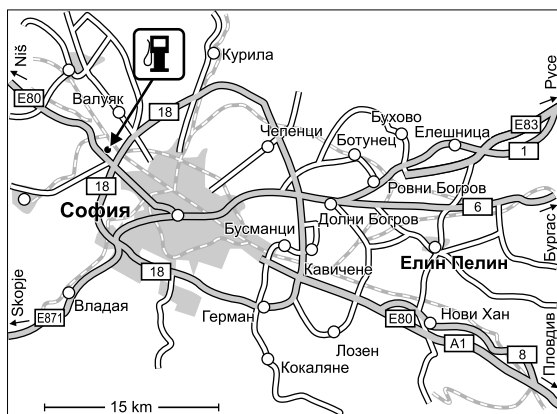 Niš
E80
Курила
Русе
Валуяк
18
Чепенци
Бухово
Ботунец
Елешница
E83
1
18
Ровни Богров
София
6
Долни Богров
Бусманци
Бургас
Кавичене
Елин Пелин
18
Skopje
E871
Владая
Герман
E80
Нови Хан
A1
8
Лозен
Кокаляне
Пловдив
15 km